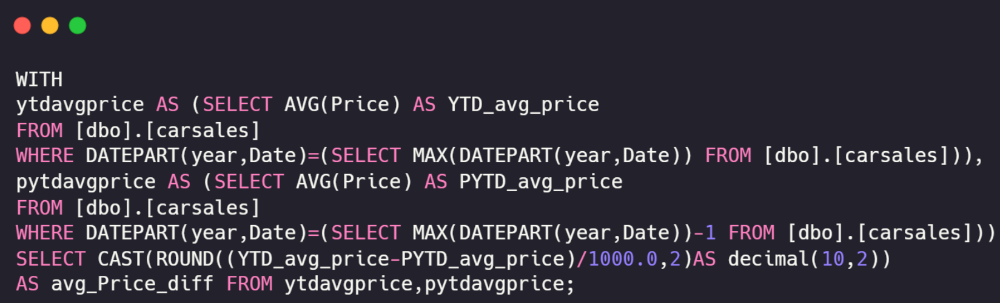 WITH
ytdavgprice AS (SELECT AVG(Price) AS YTD_avg_price
FROM [dbo].[carsales]
WHERE DATEPART(year,Date)=(SELECT MAX(DATEPART(year,Date)) FROM [dbo].[carsales])),
pytdavgprice AS (SELECT AVG(Price) AS PYTD_avg_price
FROM [dbo].[carsales]
WHERE DATEPART(year,Date)=(SELECT MAX(DATEPART(year,Date))-1 FROM [dbo].[carsales]))
SELECT CAST(ROUND((YTD_avg_price-PYTD_avg_price)/1000.0,2)AS decimal(10,2))
AS avg_Price_diff FROM ytdavgprice,pytdavgprice;